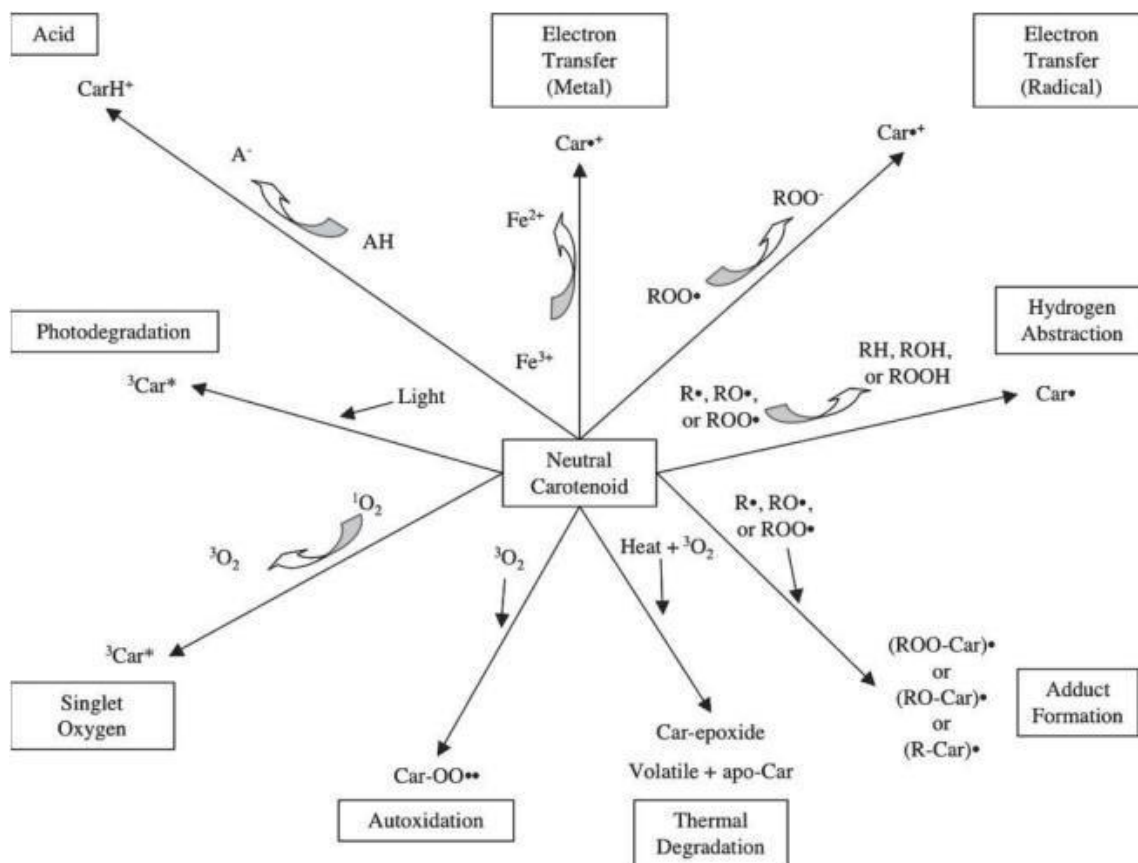 Acid
CarH⁺
A⁻
AH
Electron
Transfer
(Metal)
Car•⁺
Fe²⁺
Fe³⁺
Electron
Transfer
(Radical)
Car•⁺
ROO⁻
ROO•
Photodegradation
³Car*
Light
Hydrogen
Abstraction
RH, ROH,
or ROOH
R•, RO•,
or ROO•
Car•
Neutral
Carotenoid
¹O₂
³O₂
³Car*
Singlet
Oxygen
³O₂
Car-OO••
Autoxidation
Heat + ³O₂
Car-epoxide
Volatile + apo-Car
Thermal
Degradation
R•, RO•,
or ROO•
(ROO-Car)•
or
(RO-Car)•
or
(R-Car)•
Adduct
Formation